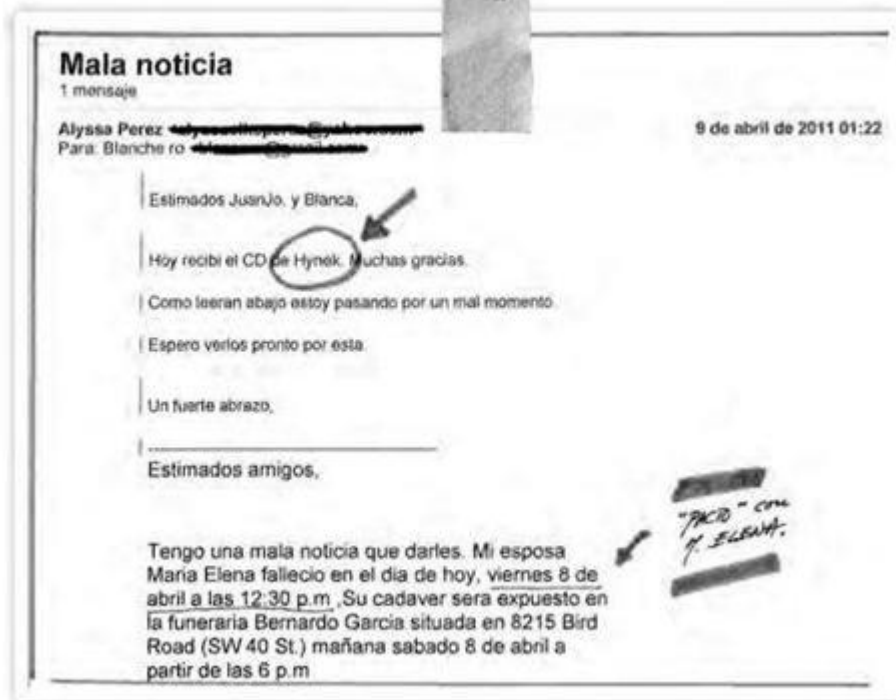 Mala noticia
1 mensaje
Alyssa Perez
9 de abril de 2011 01:22
Para: Blanche ro
Estimados JuanJo. y Blanca,
Hoy recibi el CD de Hynek. Muchas gracias.
Como leeran abajo estoy pasando por un mal momento
Espero verlos pronto por esta.
Un fuerte abrazo,
Estimados amigos,
"PACTO" con
M. ELENA.
Tengo una mala noticia que darles. Mi esposa
Maria Elena fallecio en el dia de hoy, viernes 8 de
abril a las 12:30 p.m ,Su cadaver sera expuesto en
la funeraria Bernardo Garcia situada en 8215 Bird
Road (SW 40 St.) mañana sabado 8 de abril a
partir de las 6 p.m